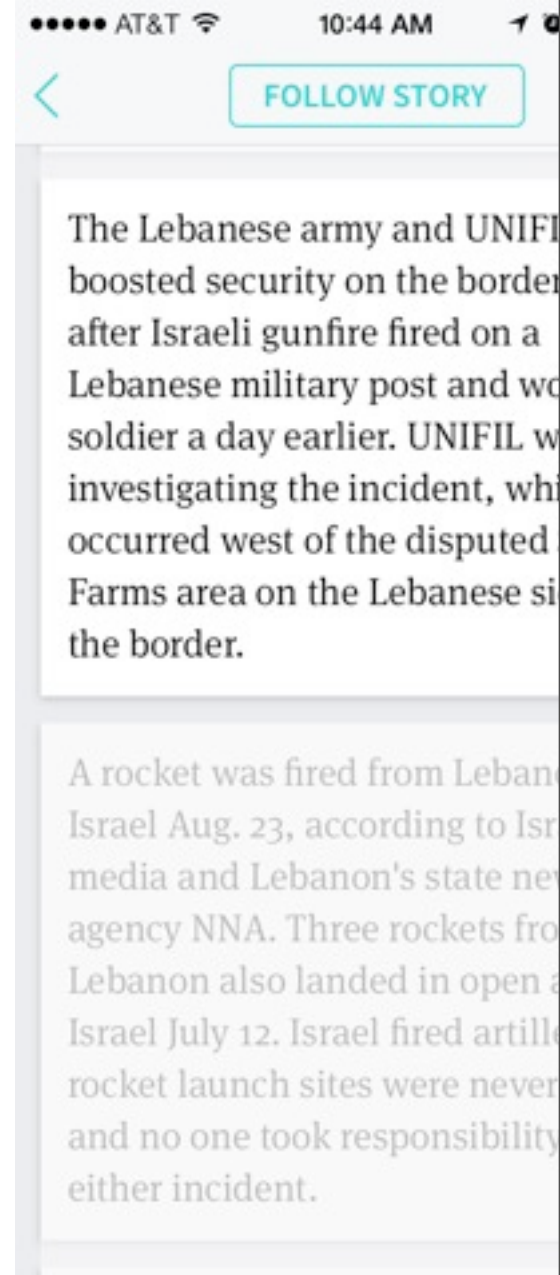 AT&T 10:44 AM
FOLLOW STORY
The Lebanese army and UNIFI
boosted security on the border
after Israeli gunfire fired on a
Lebanese military post and wo
soldier a day earlier. UNIFIL w
investigating the incident, whi
occurred west of the disputed
Farms area on the Lebanese si
the border.
A rocket was fired from Leban
Israel Aug. 23, according to Isr
media and Lebanon's state ne
agency NNA. Three rockets fro
Lebanon also landed in open a
Israel July 12. Israel fired artille
rocket launch sites were never
and no one took responsibility
either incident.